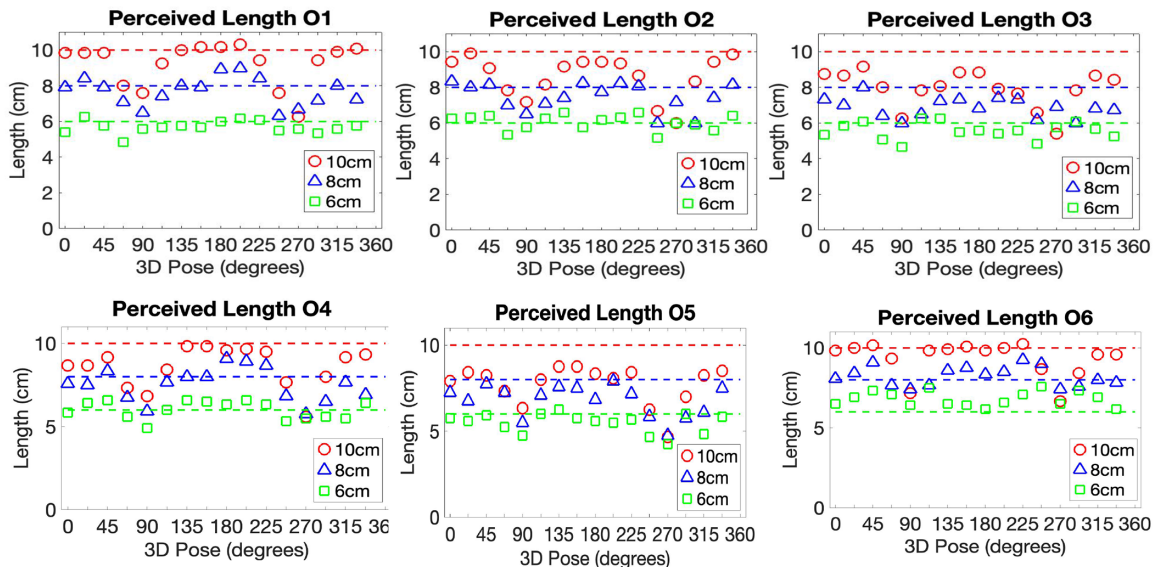 Perceived Length O1
Length (cm)
10
8
6
4
2
0
10cm
8cm
6cm
0 45 90 135 180 225 270 315 360
3D Pose (degrees)
Perceived Length O2
Length (cm)
10
8
6
4
2
0
10cm
8cm
6cm
0 45 90 135 180 225 270 315 360
3D Pose (degrees)
Perceived Length O3
Length (cm)
10
8
6
4
2
0
10cm
8cm
6cm
0 45 90 135 180 225 270 315 360
3D Pose (degrees)
Perceived Length O4
Length (cm)
10
5
0
10cm
8cm
6cm
0 45 90 135 180 225 270 315 36
3D Pose (degrees)
Perceived Length O5
Length (cm)
10
5
0
10cm
8cm
6cm
0 45 90 135 180 225 270 315 360
3D Pose (degrees)
Perceived Length O6
Length (cm)
10
5
0
10cm
8cm
6cm
0 45 90 135 180 225 270 315 360
3D Pose (degrees)